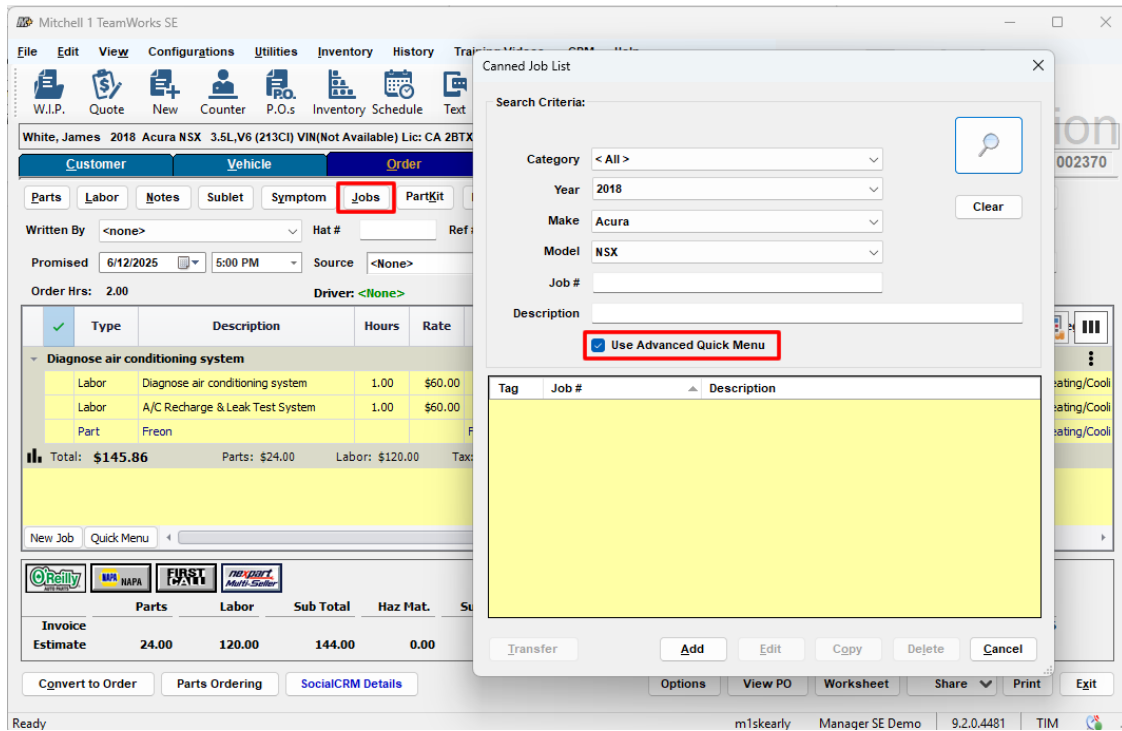 Mitchell 1 TeamWorks SE
File Edit View Configurations Utilities Inventory History
W.I.P. Quote New Counter P.O.s Inventory Schedule Text
White, James 2018 Acura NSX 3.5L,V6 (213CI) VIN(Not Available) Lic: CA 2BTX
002370
Customer Vehicle Order
Parts Labor Notes Sublet Symptom Jobs PartKit
Written By <none> Hat # Ref #
Promised 6/12/2025 5:00 PM Source <None>
Order Hrs: 2.00 Driver: <None>
Type Description Hours Rate
Diagnose air conditioning system
Labor Diagnose air conditioning system 1.00 $60.00
Labor A/C Recharge & Leak Test System 1.00 $60.00
Part Freon
Total: $145.86 Parts: $24.00 Labor: $120.00 Tax:
New Job Quick Menu
O'Reilly AUTO PARTS NAPA NAPA FIRST CALL nexpart Multi-Seller
Parts Labor Sub Total Haz Mat.
Invoice
Estimate 24.00 120.00 144.00 0.00
Convert to Order Parts Ordering SocialCRM Details Options View PO Worksheet Share Print Exit
Ready m1skearly Manager SE Demo 9.2.0.4481 TIM
Canned Job List
Search Criteria:
Category < All >
Year 2018
Clear
Make Acura
Model NSX
Job #
Description
Use Advanced Quick Menu
Tag Job # Description
Transfer Add Edit Copy Delete Cancel